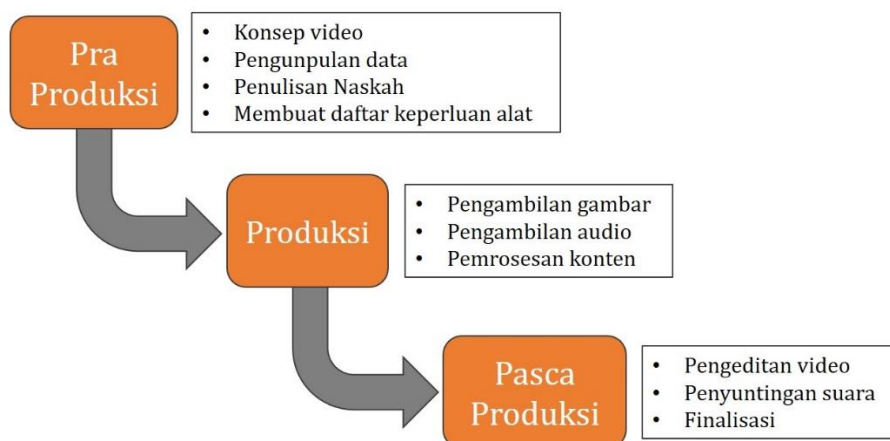 Pra
Produksi
• Konsep video
• Pengunpulan data
• Penulisan Naskah
• Membuat daftar keperluan alat
Produksi
• Pengambilan gambar
• Pengambilan audio
• Pemrosesan konten
Pasca
Produksi
• Pengeditan video
• Penyuntingan suara
• Finalisasi